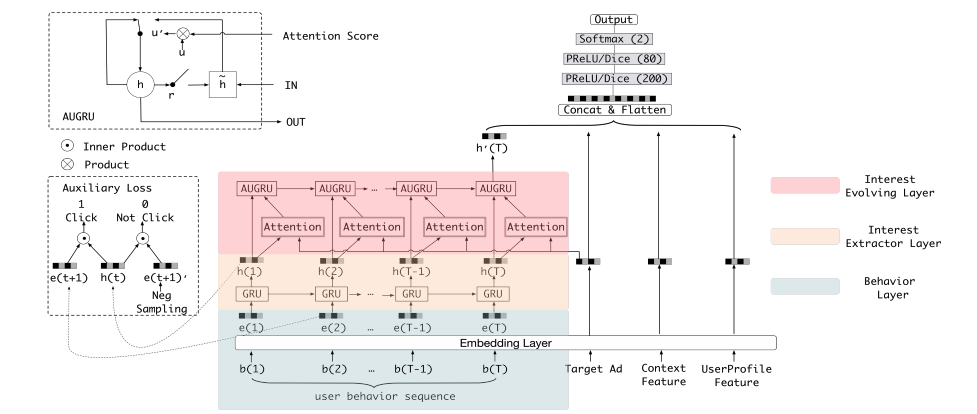 Output
Softmax (2)
PReLU/Dice (80)
PReLU/Dice (200)
Concat & Flatten
u'
u
Attention Score
h
r
h̃
IN
AUGRU
OUT
Inner Product
Product
h'(T)
Auxiliary Loss
1
0
Click
Not Click
e(t+1)
h(t)
e(t+1)'
Neg
Sampling
AUGRU
AUGRU
...
AUGRU
AUGRU
Attention
Attention
Attention
Attention
h(1)
h(2)
h(T-1)
h(T)
GRU
GRU
...
GRU
GRU
e(1)
e(2)
...
e(T-1)
e(T)
Embedding Layer
b(1)
b(2)
...
b(T-1)
b(T)
user behavior sequence
Target Ad
Context
Feature
UserProfile
Feature
Interest
Evolving Layer
Interest
Extractor Layer
Behavior
Layer